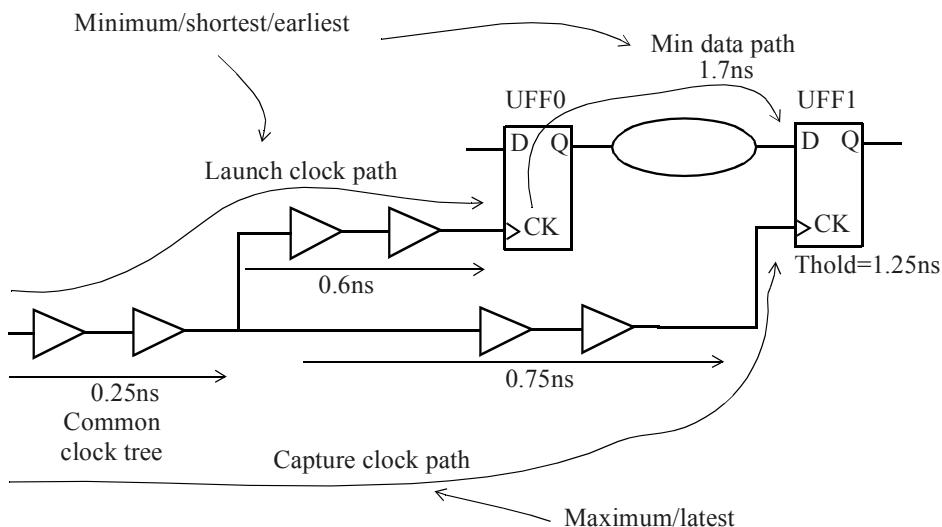 Minimum/shortest/earliest
Min data path
1.7ns
UFF0
UFF1
D Q
D Q
Launch clock path
CK
CK
Thold=1.25ns
0.6ns
0.25ns
0.75ns
Common
clock tree
Capture clock path
Maximum/latest